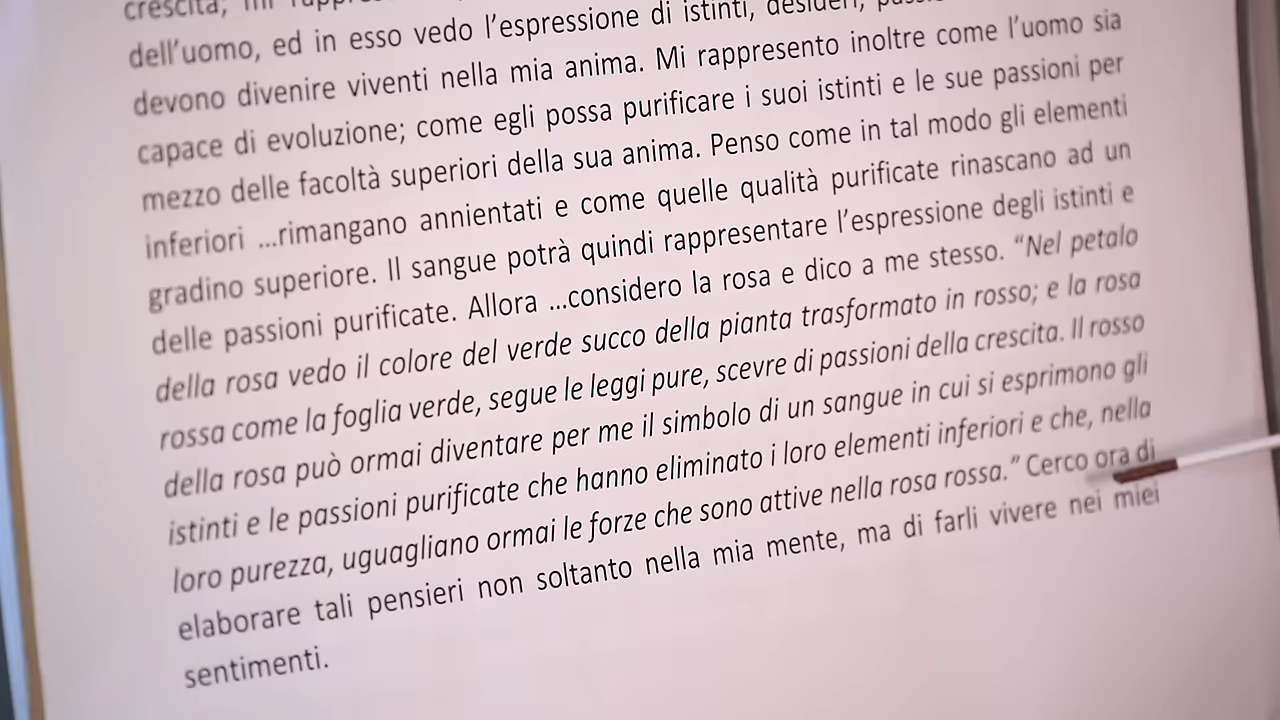 crescita; mi
dell'uomo, ed in esso vedo l'espressione di istinti, desideri,
devono divenire viventi nella mia anima. Mi rappresento inoltre come l'uomo sia
capace di evoluzione; come egli possa purificare i suoi istinti e le sue passioni per
mezzo delle facoltà superiori della sua anima. Penso come in tal modo gli elementi
inferiori ...rimangano annientati e come quelle qualità purificate rinascano ad un
gradino superiore. Il sangue potrà quindi rappresentare l'espressione degli istinti e
delle passioni purificate. Allora ...considero la rosa e dico a me stesso. "Nel petalo
della rosa vedo il colore del verde succo della pianta trasformato in rosso; e la rosa
rossa come la foglia verde, segue le leggi pure, scevre di passioni della crescita. Il rosso
della rosa può ormai diventare per me il simbolo di un sangue in cui si esprimono gli
istinti e le passioni purificate che hanno eliminato i loro elementi inferiori e che, nella
loro purezza, uguagliano ormai le forze che sono attive nella rosa rossa." Cerco ora di
elaborare tali pensieri non soltanto nella mia mente, ma di farli vivere nei miei
sentimenti.